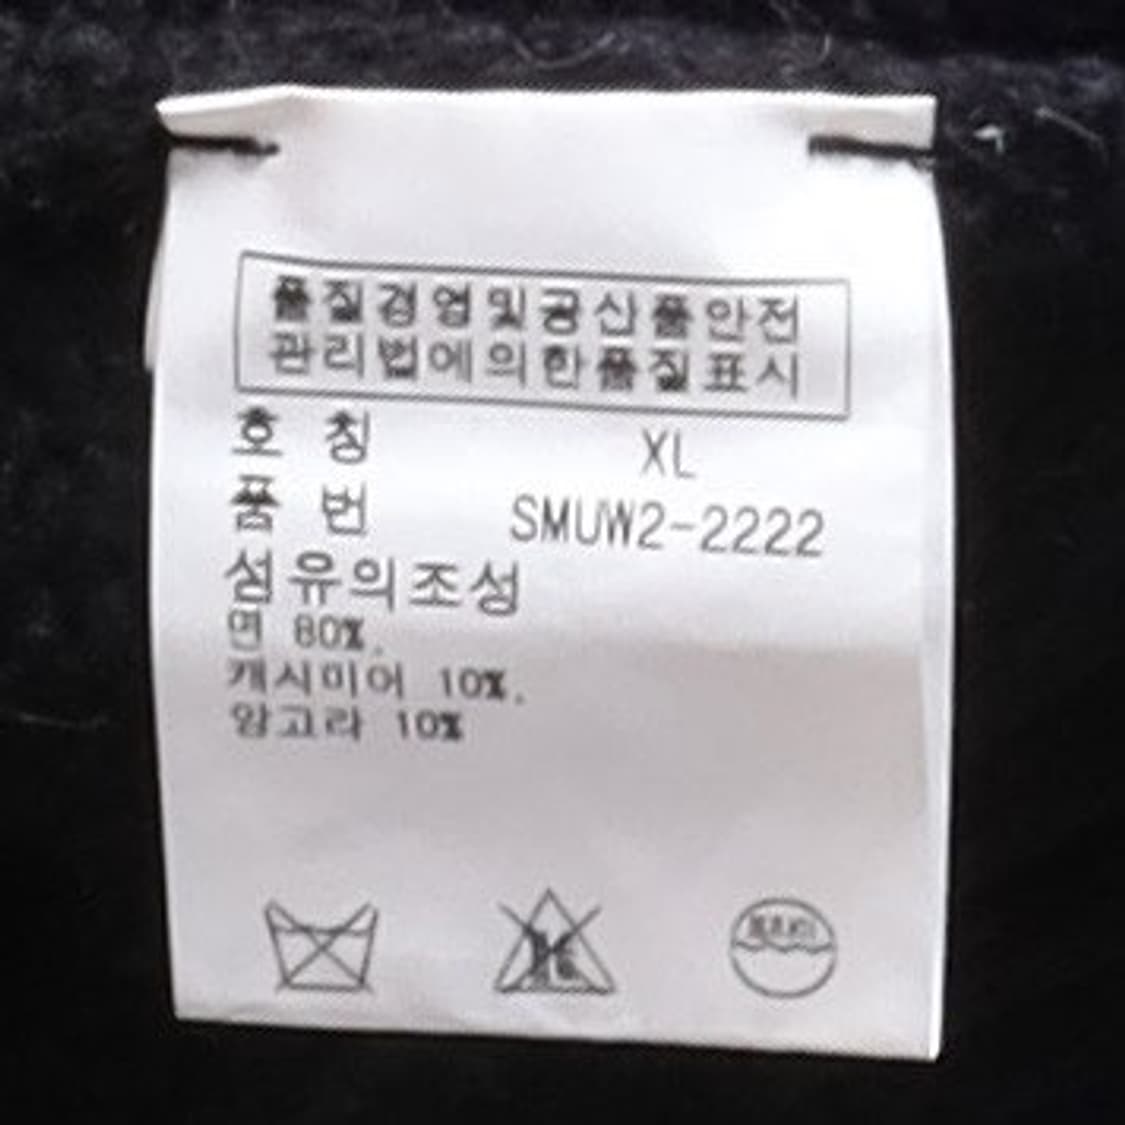 품질경영및공산품안전
관리법에의한품질표시
호 칭 XL
품 번 SMUW2-2222
섬유의조성
면 80%.
캐시미어 10%.
앙고라 10%